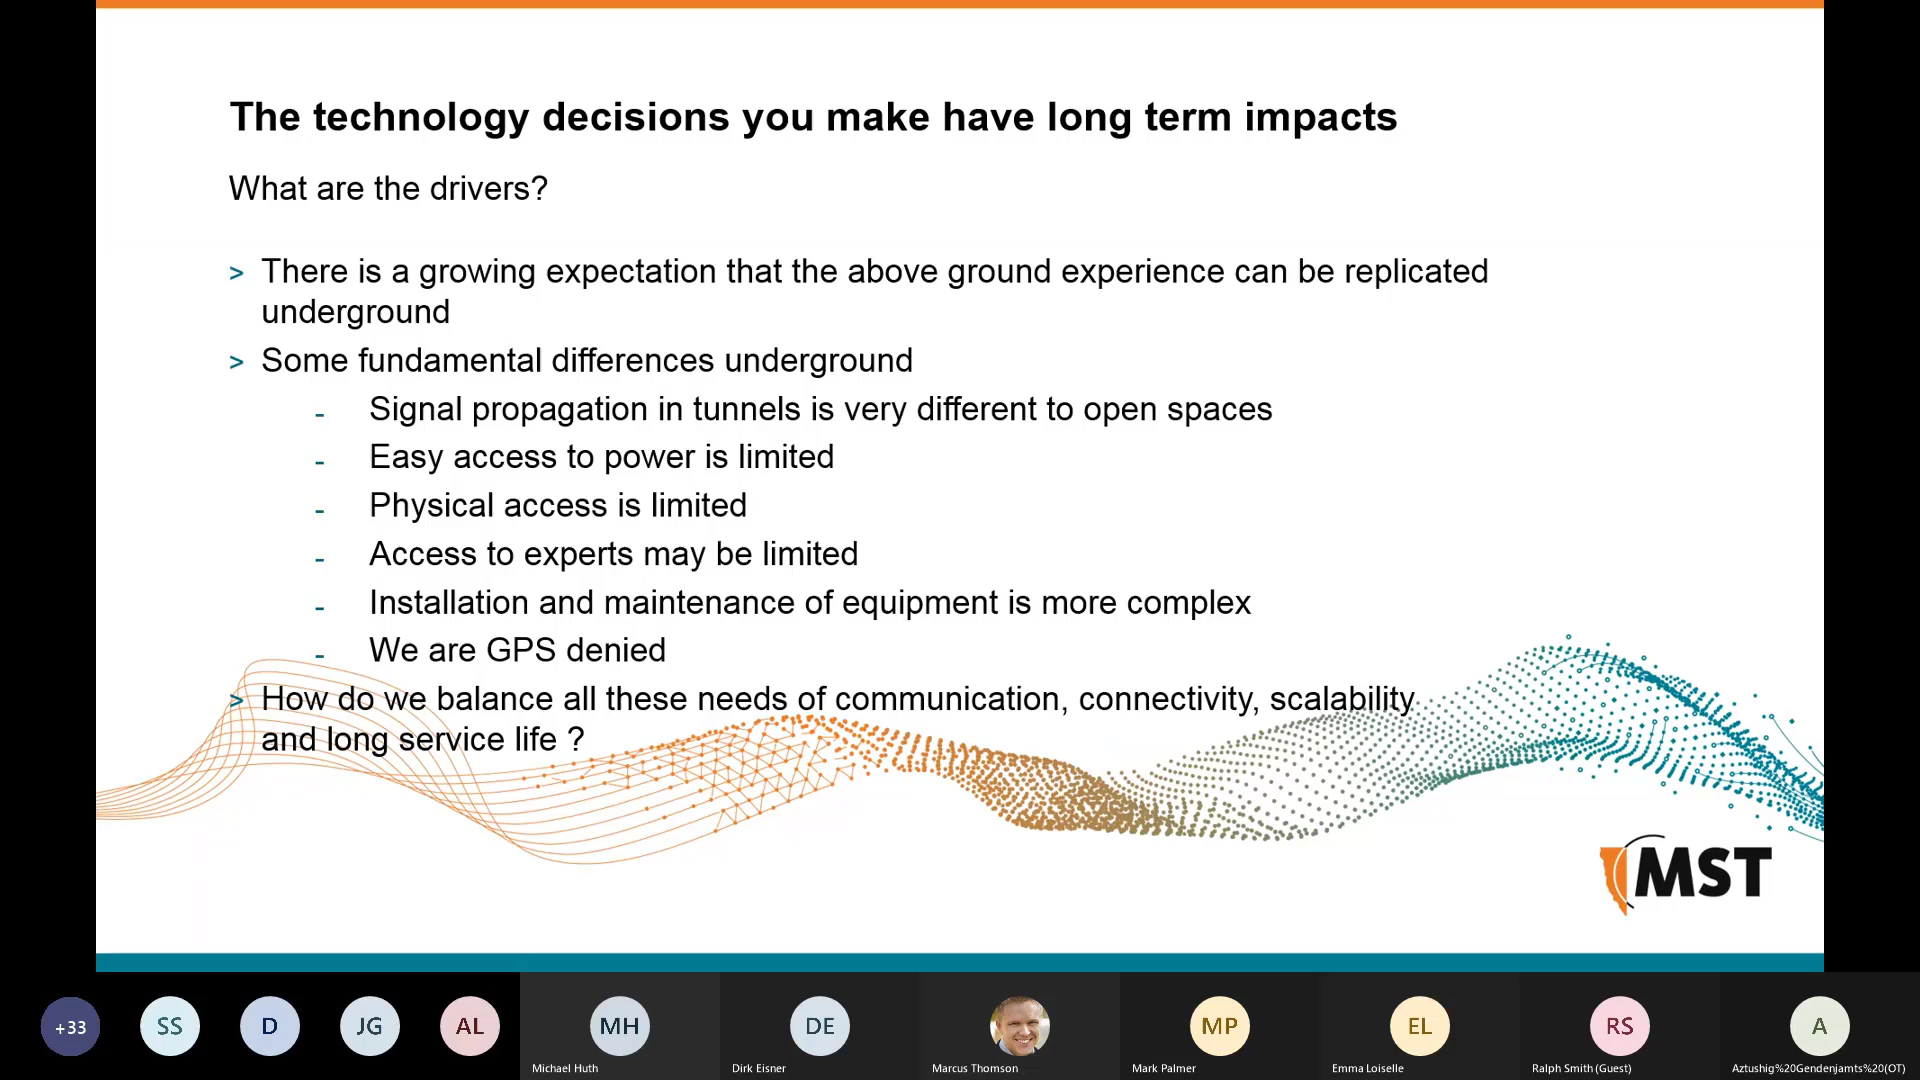 The technology decisions you make have long term impacts
What are the drivers?
> There is a growing expectation that the above ground experience can be replicated
underground
> Some fundamental differences underground
- Signal propagation in tunnels is very different to open spaces
- Easy access to power is limited
- Physical access is limited
- Access to experts may be limited
- Installation and maintenance of equipment is more complex
- We are GPS denied
> How do we balance all these needs of communication, connectivity, scalability
and long service life ?
MST
+33
SS
D
JG
AL
MH
DE
MP
EL
RS
A
Michael Huth
Dirk Eisner
Marcus Thomson
Mark Palmer
Emma Loiselle
Ralph Smith (Guest)
Aztushig%20Gendenjamts%20(OT)